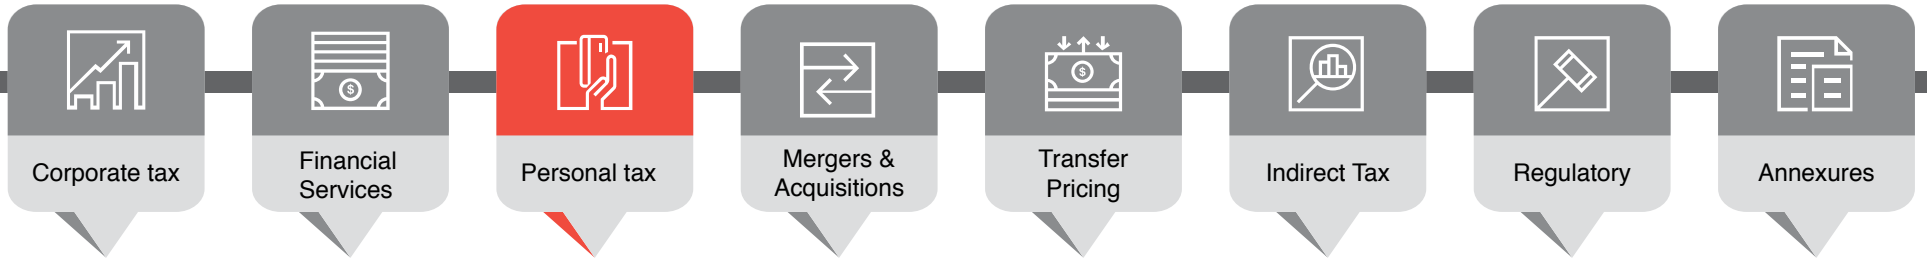 Corporate tax
Financial
Services
Personal tax
Mergers &
Acquisitions
$
Transfer
Pricing
$
Indirect Tax
Regulatory
Annexures